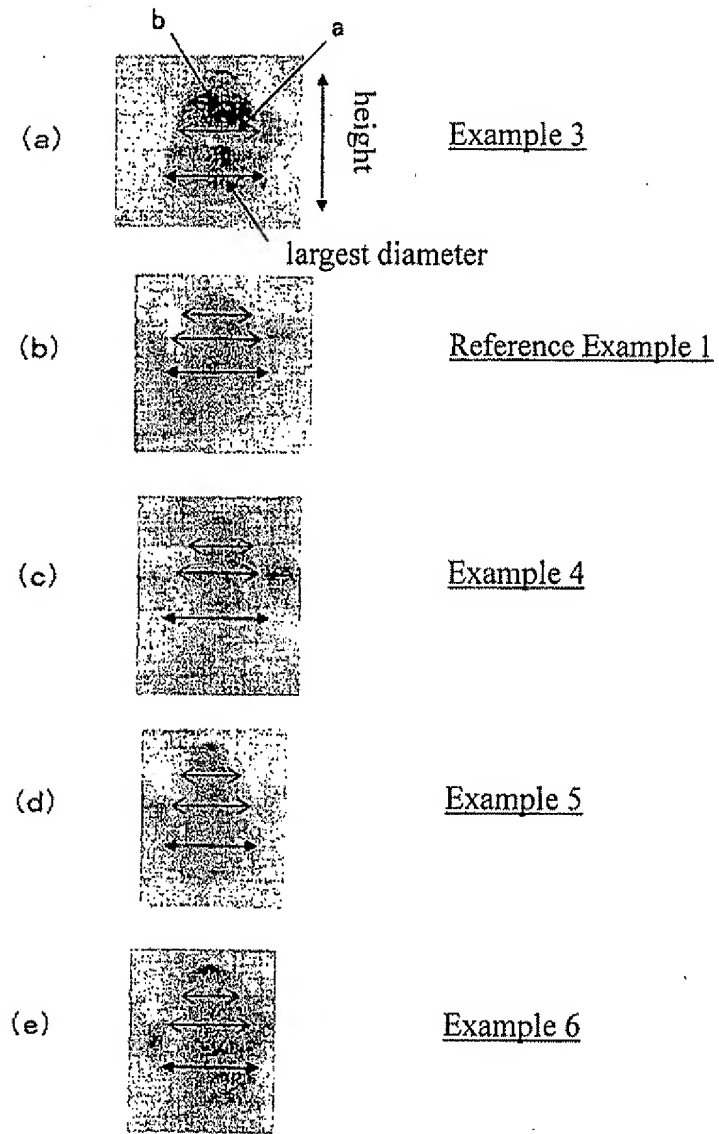 b
a
(a)
height
Example 3
largest diameter
(b)
Reference Example 1
(c)
Example 4
(d)
Example 5
(e)
Example 6